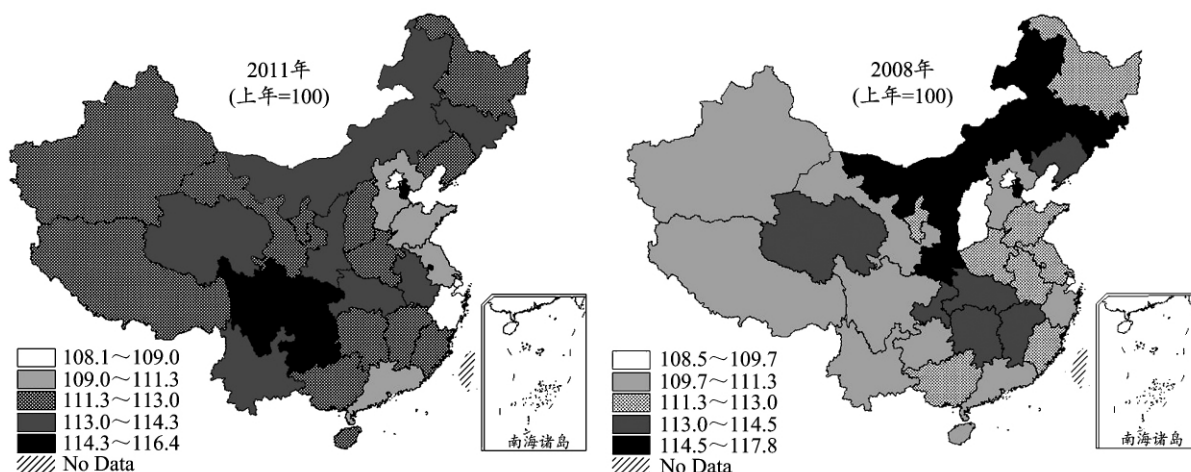 2011年
(上年=100)
108.1～109.0
109.0～111.3
111.3～113.0
113.0～114.3
114.3～116.4
No Data
南海诸岛
2008年
(上年=100)
108.5～109.7
109.7～111.3
111.3～113.0
113.0～114.5
114.5～117.8
No Data
南海诸岛